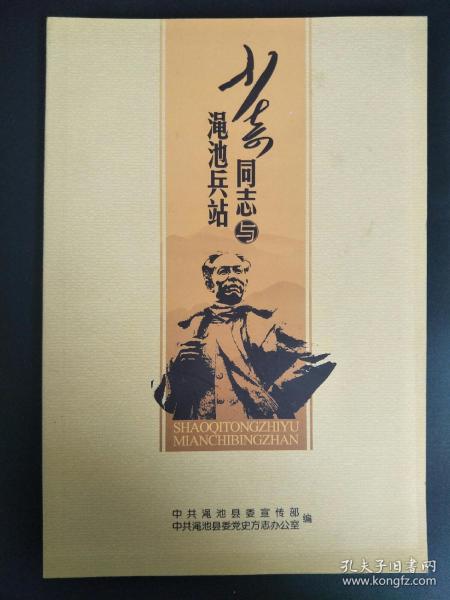 少奇同志与
渑池兵站
SHAOQITONGZHIYU
MIANCHIBINGZHAN
中共渑池县委宣传部
中共渑池县委党史方志办公室 编
孔夫子旧书网
www.kongfz.com